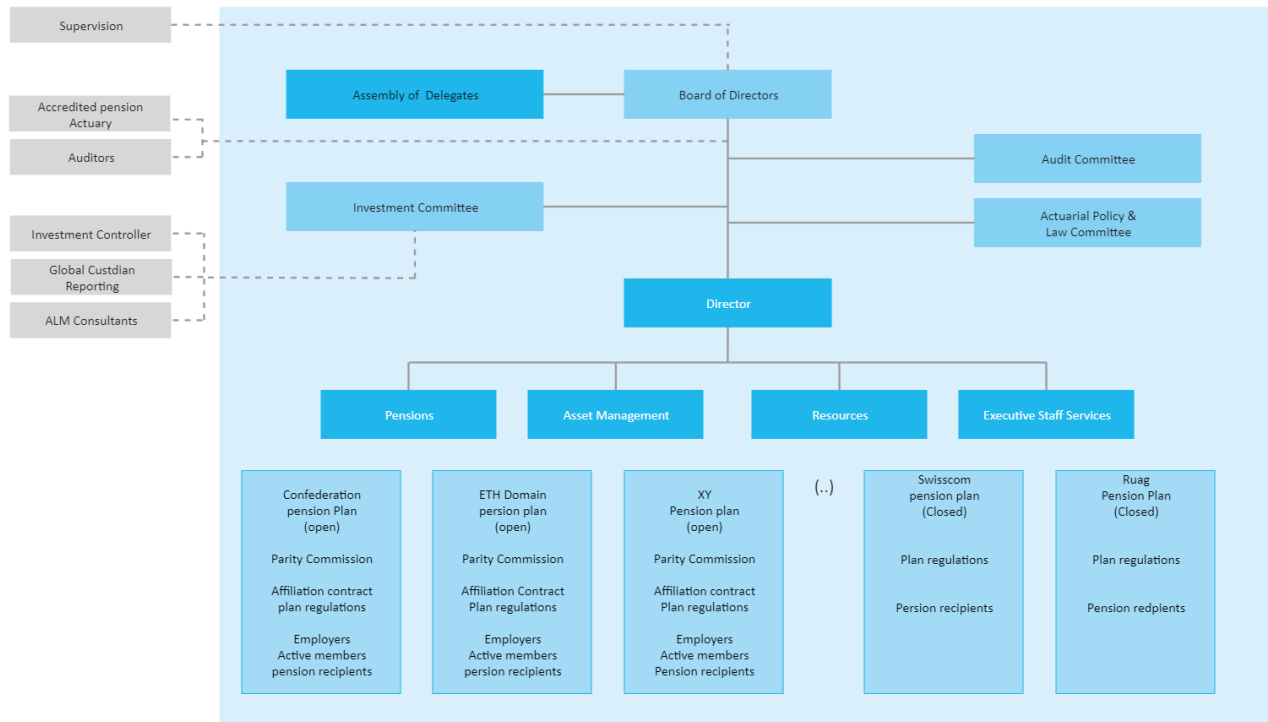 Supervision
Assembly of Delegates
Board of Directors
Accredited pension
Actuary
Auditors
Audit Committee
Investment Committee
Actuarial Policy &
Law Committee
Investment Controller
Global Custdian
Reporting
ALM Consultants
Director
Pensions
Asset Management
Resources
Executive Staff Services
Confederation
pension Plan
(open)
Parity Commission
Affiliation contract
plan regulations
Employers
Active members
pension recipients
ETH Domain
persion plan
(open)
Parity Commission
Affiliation Contract
Plan regulations
Employers
Active members
persion recipients
XY
Pension plan
(open)
Parity Commission
Affiliation contract
Plan regulations
Employers
Active members
Pension recipients
(..)
Swisscom
pension plan
(Closed)
Plan regulations
Persion recipients
Ruag
Pension Plan
(Closed)
Plan regulations
Pension redpients